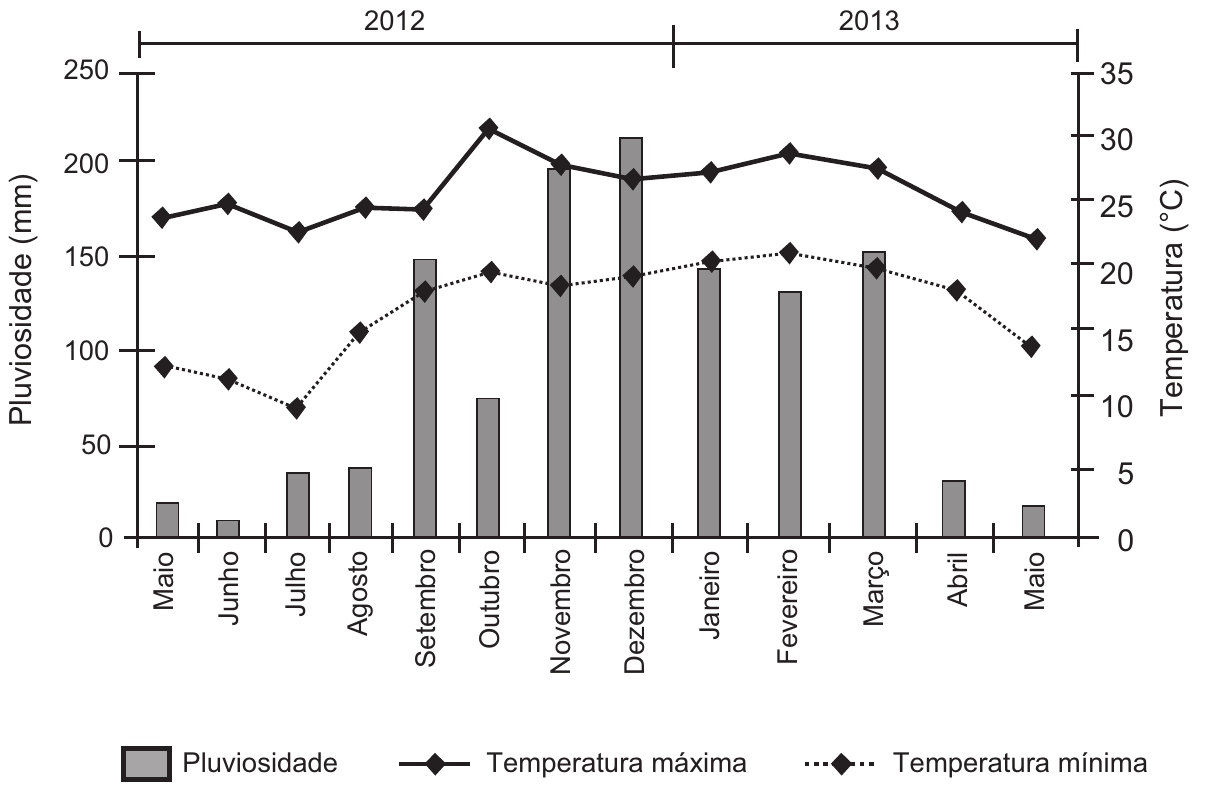 2012 2013
Pluviosidade (mm)
250
200
150
100
50
0
35
30
25
20
15
10
5
0
Temperatura (°C)
Maio
Junho
Julho
Agosto
Setembro
Outubro
Novembro
Dezembro
Janeiro
Fevereiro
Março
Abril
Maio
Pluviosidade Temperatura máxima Temperatura mínima